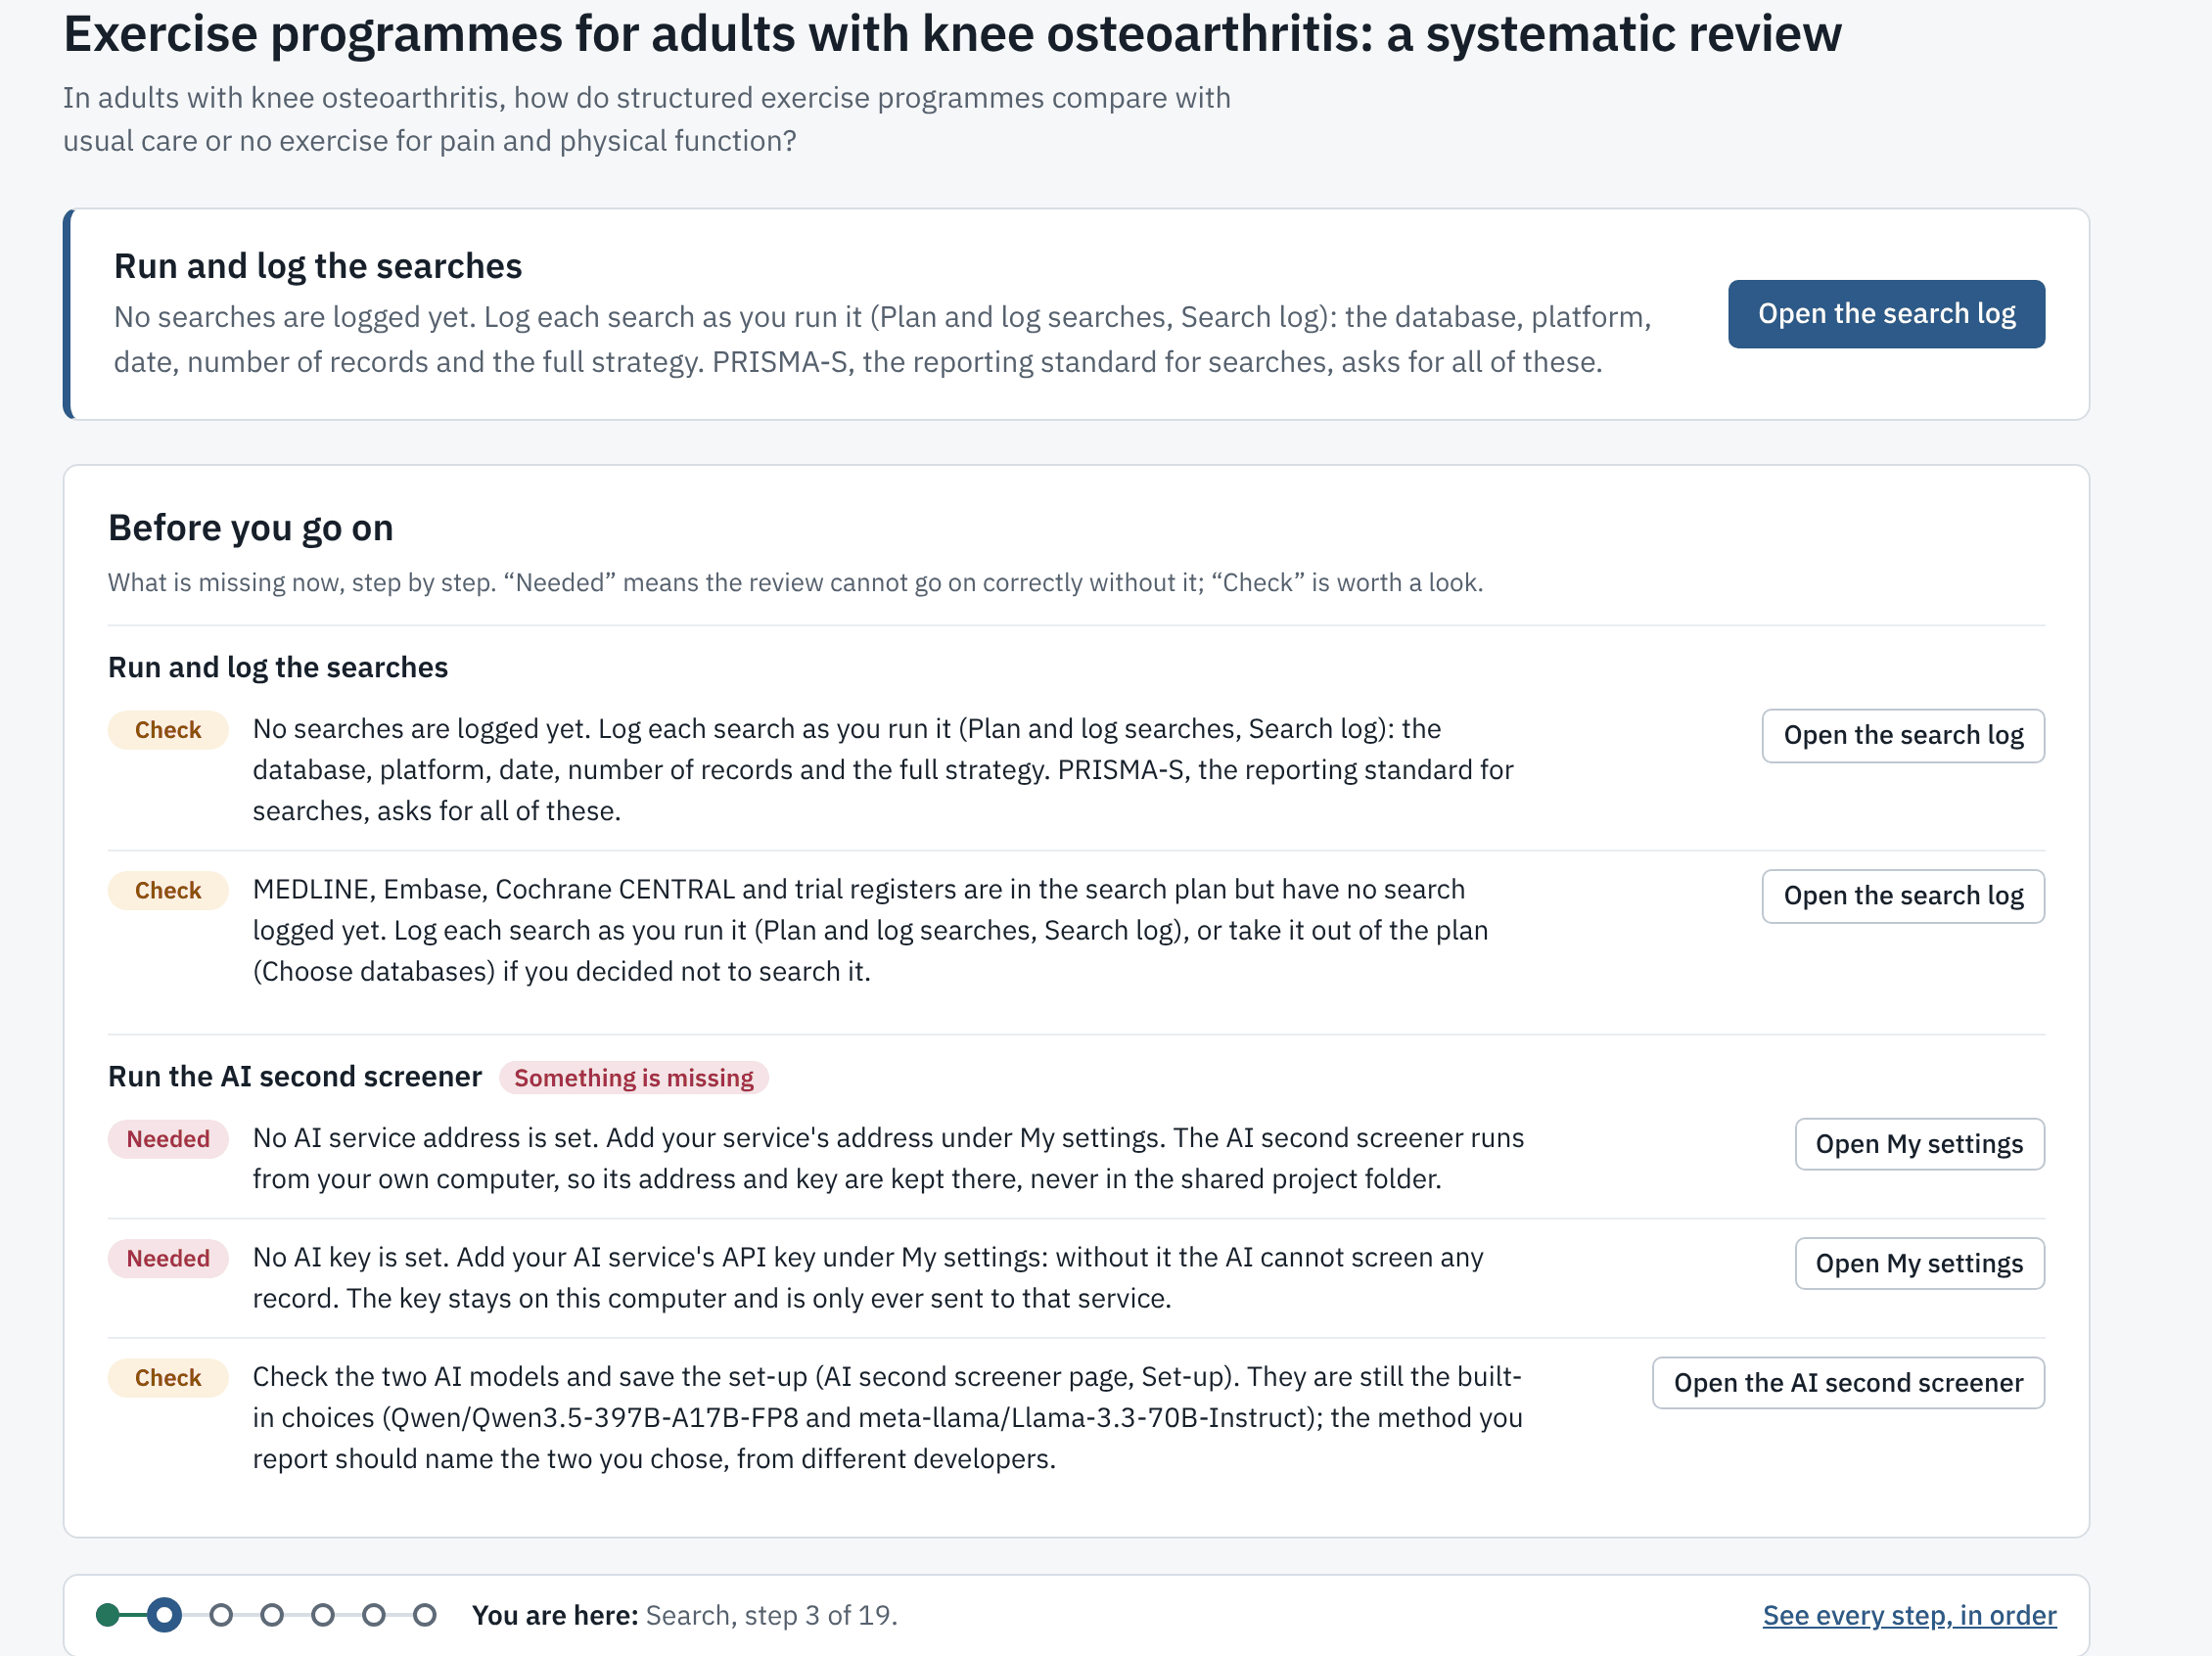 Exercise programmes for adults with knee osteoarthritis: a systematic review
In adults with knee osteoarthritis, how do structured exercise programmes compare with
usual care or no exercise for pain and physical function?
Run and log the searches
No searches are logged yet. Log each search as you run it (Plan and log searches, Search log): the database, platform,
date, number of records and the full strategy. PRISMA-S, the reporting standard for searches, asks for all of these.
Open the search log
Before you go on
What is missing now, step by step. “Needed” means the review cannot go on correctly without it; “Check” is worth a look.
Run and log the searches
Check
No searches are logged yet. Log each search as you run it (Plan and log searches, Search log): the
database, platform, date, number of records and the full strategy. PRISMA-S, the reporting standard for
searches, asks for all of these.
Open the search log
Check
MEDLINE, Embase, Cochrane CENTRAL and trial registers are in the search plan but have no search
logged yet. Log each search as you run it (Plan and log searches, Search log), or take it out of the plan
(Choose databases) if you decided not to search it.
Open the search log
Run the AI second screener
Something is missing
Needed
No AI service address is set. Add your service's address under My settings. The AI second screener runs
from your own computer, so its address and key are kept there, never in the shared project folder.
Open My settings
Needed
No AI key is set. Add your AI service's API key under My settings: without it the AI cannot screen any
record. The key stays on this computer and is only ever sent to that service.
Open My settings
Check
Check the two AI models and save the set-up (AI second screener page, Set-up). They are still the built-
in choices (Qwen/Qwen3.5-397B-A17B-FP8 and meta-llama/Llama-3.3-70B-Instruct); the method you
report should name the two you chose, from different developers.
Open the AI second screener
You are here: Search, step 3 of 19.
See every step, in order